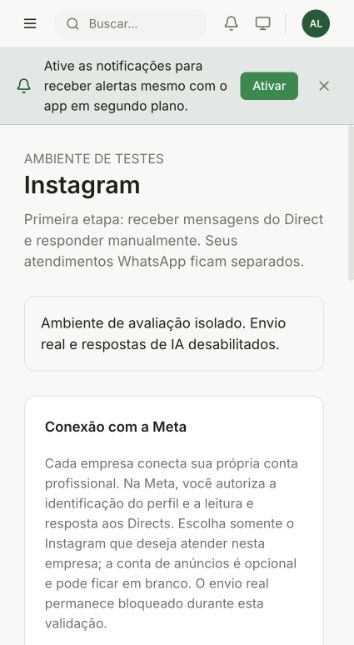 Buscar...
AL
Ative as notificações para
receber alertas mesmo com o
app em segundo plano.
Ativar
AMBIENTE DE TESTES
Instagram
Primeira etapa: receber mensagens do Direct
e responder manualmente. Seus
atendimentos WhatsApp ficam separados.
Ambiente de avaliação isolado. Envio
real e respostas de IA desabilitados.
Conexão com a Meta
Cada empresa conecta sua própria conta
profissional. Na Meta, você autoriza a
identificação do perfil e a leitura e
resposta aos Directs. Escolha somente o
Instagram que deseja atender nesta
empresa; a conta de anúncios é opcional
e pode ficar em branco. O envio real
permanece bloqueado durante esta
validação.